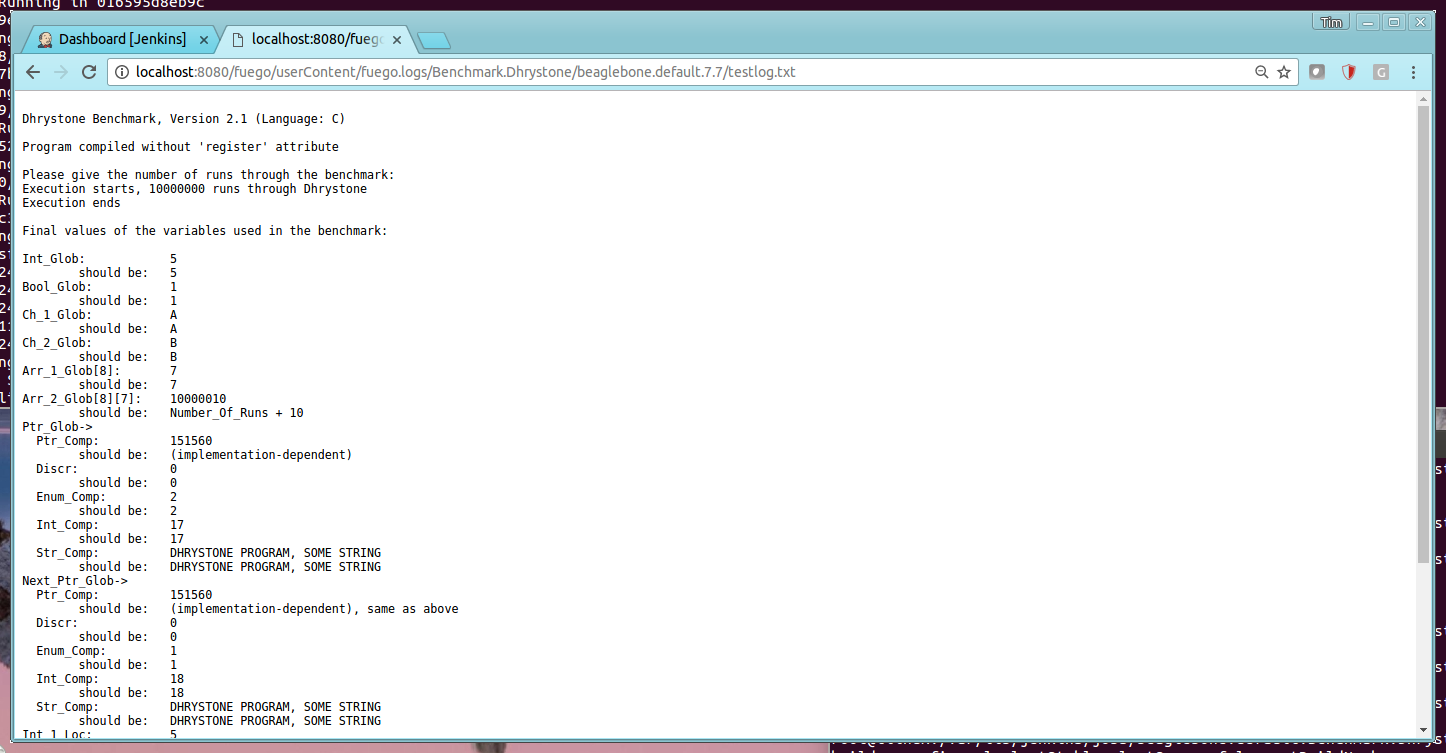 Running in 016595d8eb9c
Tim
Dashboard [Jenkins]
localhost:8080/fuego
localhost:8080/fuego/userContent/fuego.logs/Benchmark.Dhrystone/beaglebone.default.7.7/testlog.txt
G
Dhrystone Benchmark, Version 2.1 (Language: C)
Program compiled without 'register' attribute
Please give the number of runs through the benchmark:
Execution starts, 10000000 runs through Dhrystone
Execution ends
Final values of the variables used in the benchmark:
Int_Glob: 5
should be: 5
Bool_Glob: 1
should be: 1
Ch_1_Glob: A
should be: A
Ch_2_Glob: B
should be: B
Arr_1_Glob[8]: 7
should be: 7
Arr_2_Glob[8][7]: 10000010
should be: Number_Of_Runs + 10
Ptr_Glob->
Ptr_Comp: 151560
should be: (implementation-dependent)
Discr: 0
should be: 0
Enum_Comp: 2
should be: 2
Int_Comp: 17
should be: 17
Str_Comp: DHRYSTONE PROGRAM, SOME STRING
should be: DHRYSTONE PROGRAM, SOME STRING
Next_Ptr_Glob->
Ptr_Comp: 151560
should be: (implementation-dependent), same as above
Discr: 0
should be: 0
Enum_Comp: 1
should be: 1
Int_Comp: 18
should be: 18
Str_Comp: DHRYSTONE PROGRAM, SOME STRING
should be: DHRYSTONE PROGRAM, SOME STRING
Int_1_Loc: 5